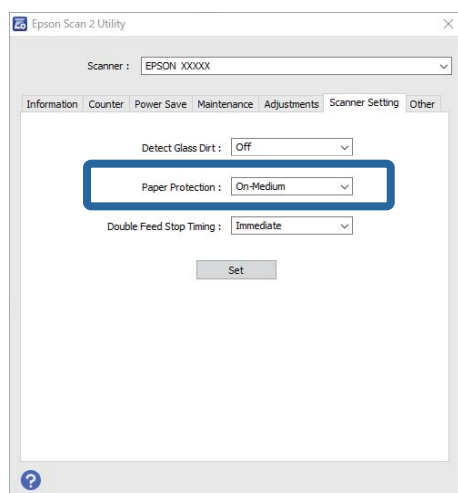 Epson Scan 2 Utility
Scanner : EPSON XXXXX
Information Counter Power Save Maintenance Adjustments Scanner Setting Other
Detect Glass Dirt : Off
Paper Protection : On-Medium
Double Feed Stop Timing : Immediate
Set
?